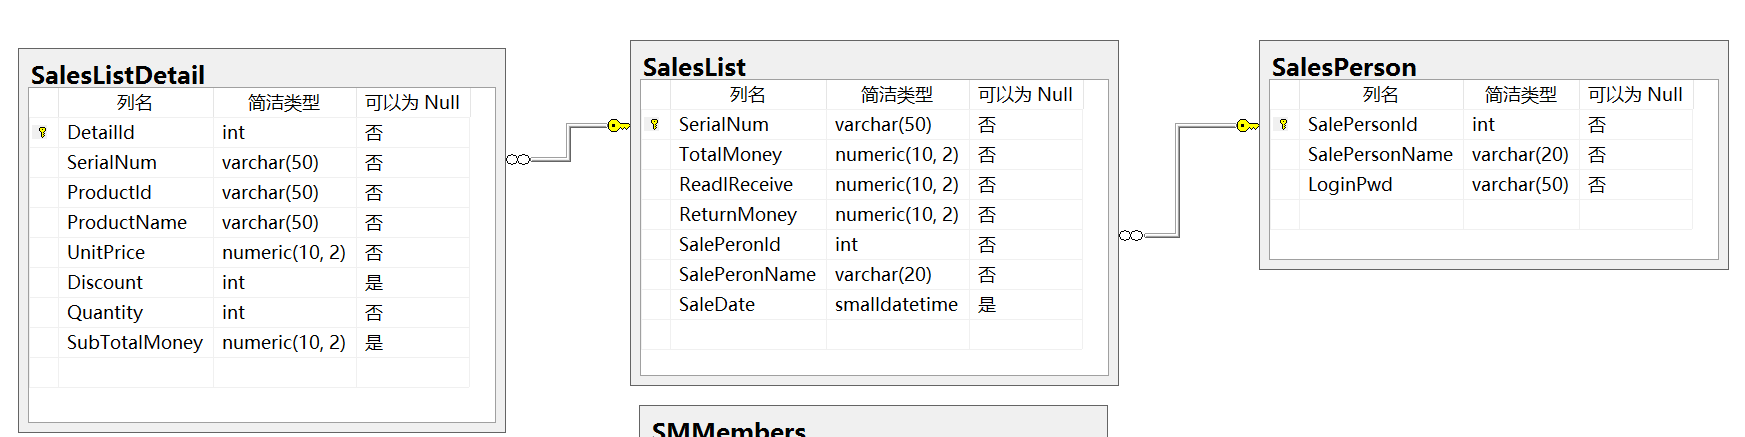 SalesListDetail
列名 简洁类型 可以为 Null
DetailId int 否
SerialNum varchar(50) 否
ProductId varchar(50) 否
ProductName varchar(50) 否
UnitPrice numeric(10, 2) 否
Discount int 是
Quantity int 否
SubTotalMoney numeric(10, 2) 是
SalesList
列名 简洁类型 可以为 Null
SerialNum varchar(50) 否
TotalMoney numeric(10, 2) 否
ReadlReceive numeric(10, 2) 否
ReturnMoney numeric(10, 2) 否
SalePeronId int 否
SalePeronName varchar(20) 否
SaleDate smalldatetime 是
SalesPerson
列名 简洁类型 可以为 Null
SalePersonId int 否
SalePersonName varchar(20) 否
LoginPwd varchar(50) 否
SMMembers